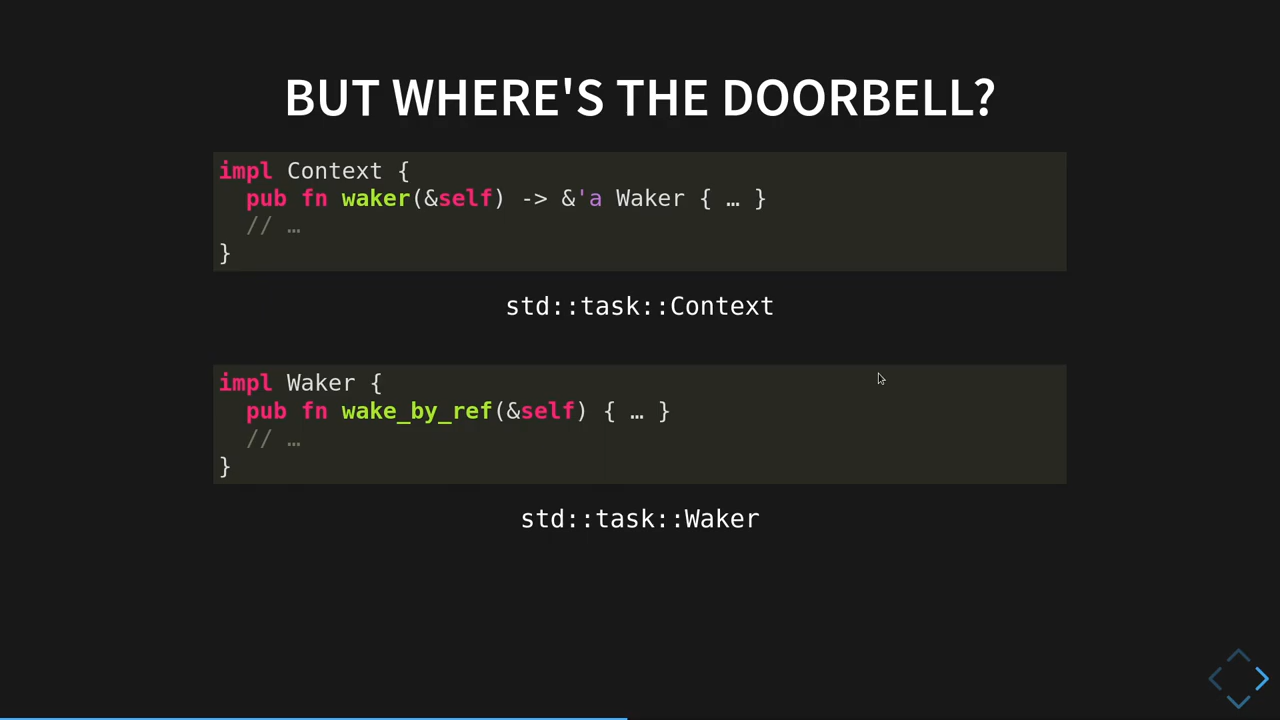 BUT WHERE'S THE DOORBELL?
impl Context {
  pub fn waker(&self) -> &'a Waker { … }
  // …
}
std::task::Context
impl Waker {
  pub fn wake_by_ref(&self) { … }
  // …
}
std::task::Waker